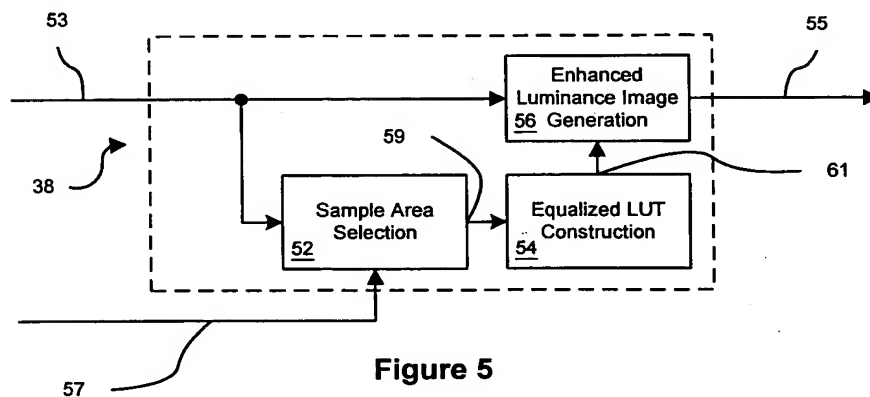 53
55
Enhanced
Luminance Image
56 Generation
59
38
61
Sample Area
Selection
52
Equalized LUT
Construction
54
57
Figure 5